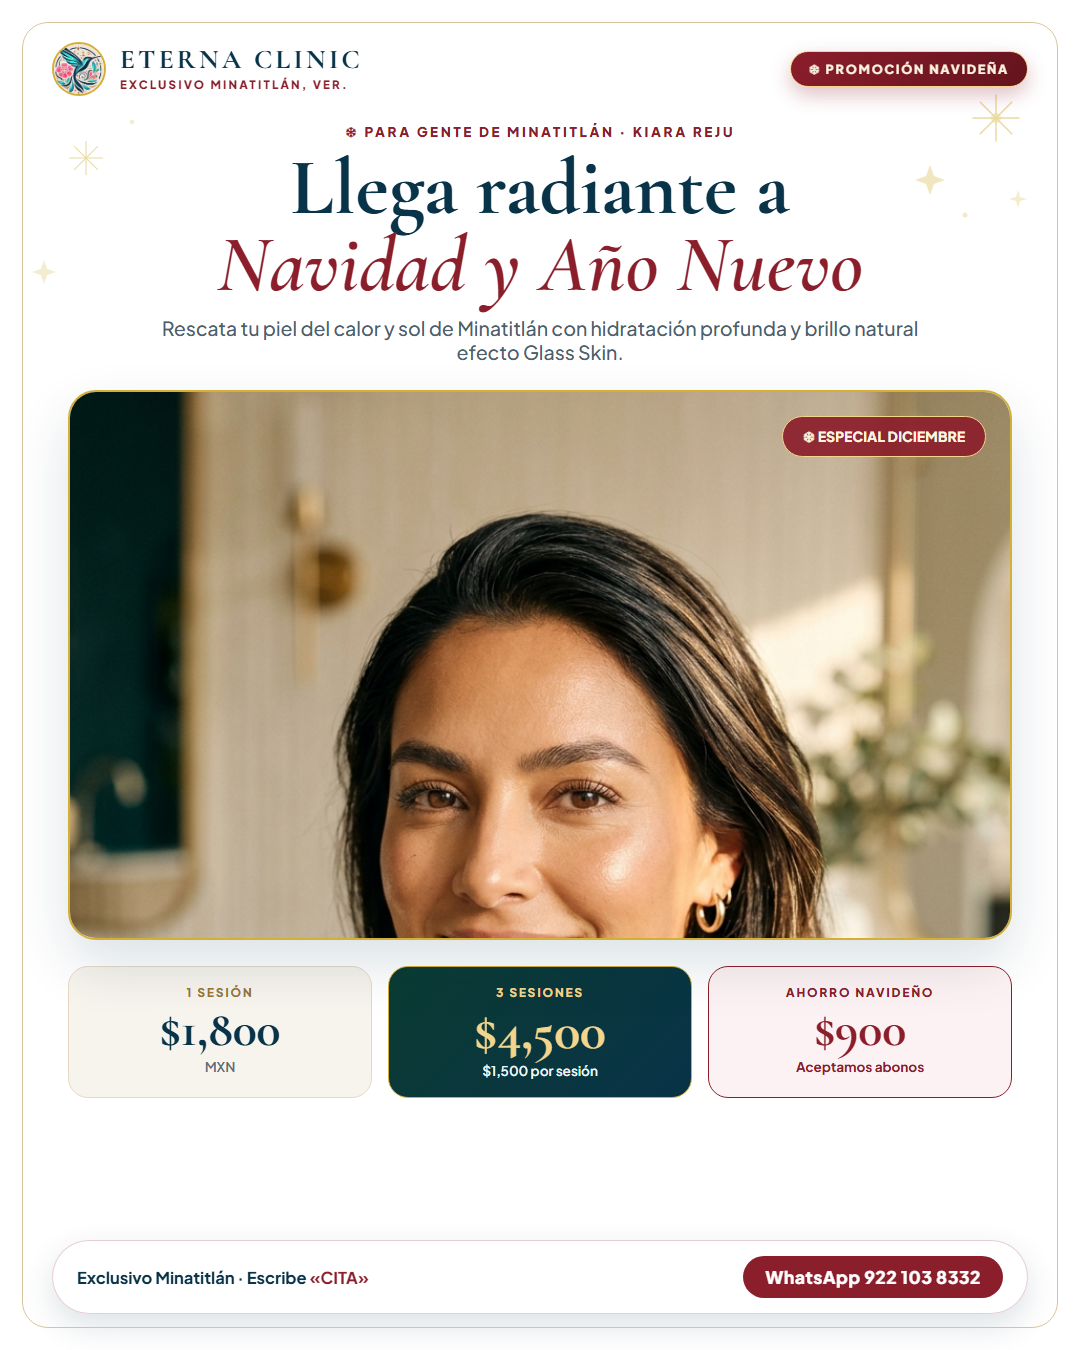 ETERNA CLINIC
EXCLUSIVO MINATITLÁN, VER.
❄ PROMOCIÓN NAVIDEÑA
❄ PARA GENTE DE MINATITLÁN · KIARA REJU
Llega radiante a
Navidad y Año Nuevo
Rescata tu piel del calor y sol de Minatitlán con hidratación profunda y brillo natural
efecto Glass Skin.
❄ ESPECIAL DICIEMBRE
1 SESIÓN
$1,800
MXN
3 SESIONES
$4,500
$1,500 por sesión
AHORRO NAVIDEÑO
$900
Aceptamos abonos
Exclusivo Minatitlán · Escribe «CITA»
WhatsApp 922 103 8332